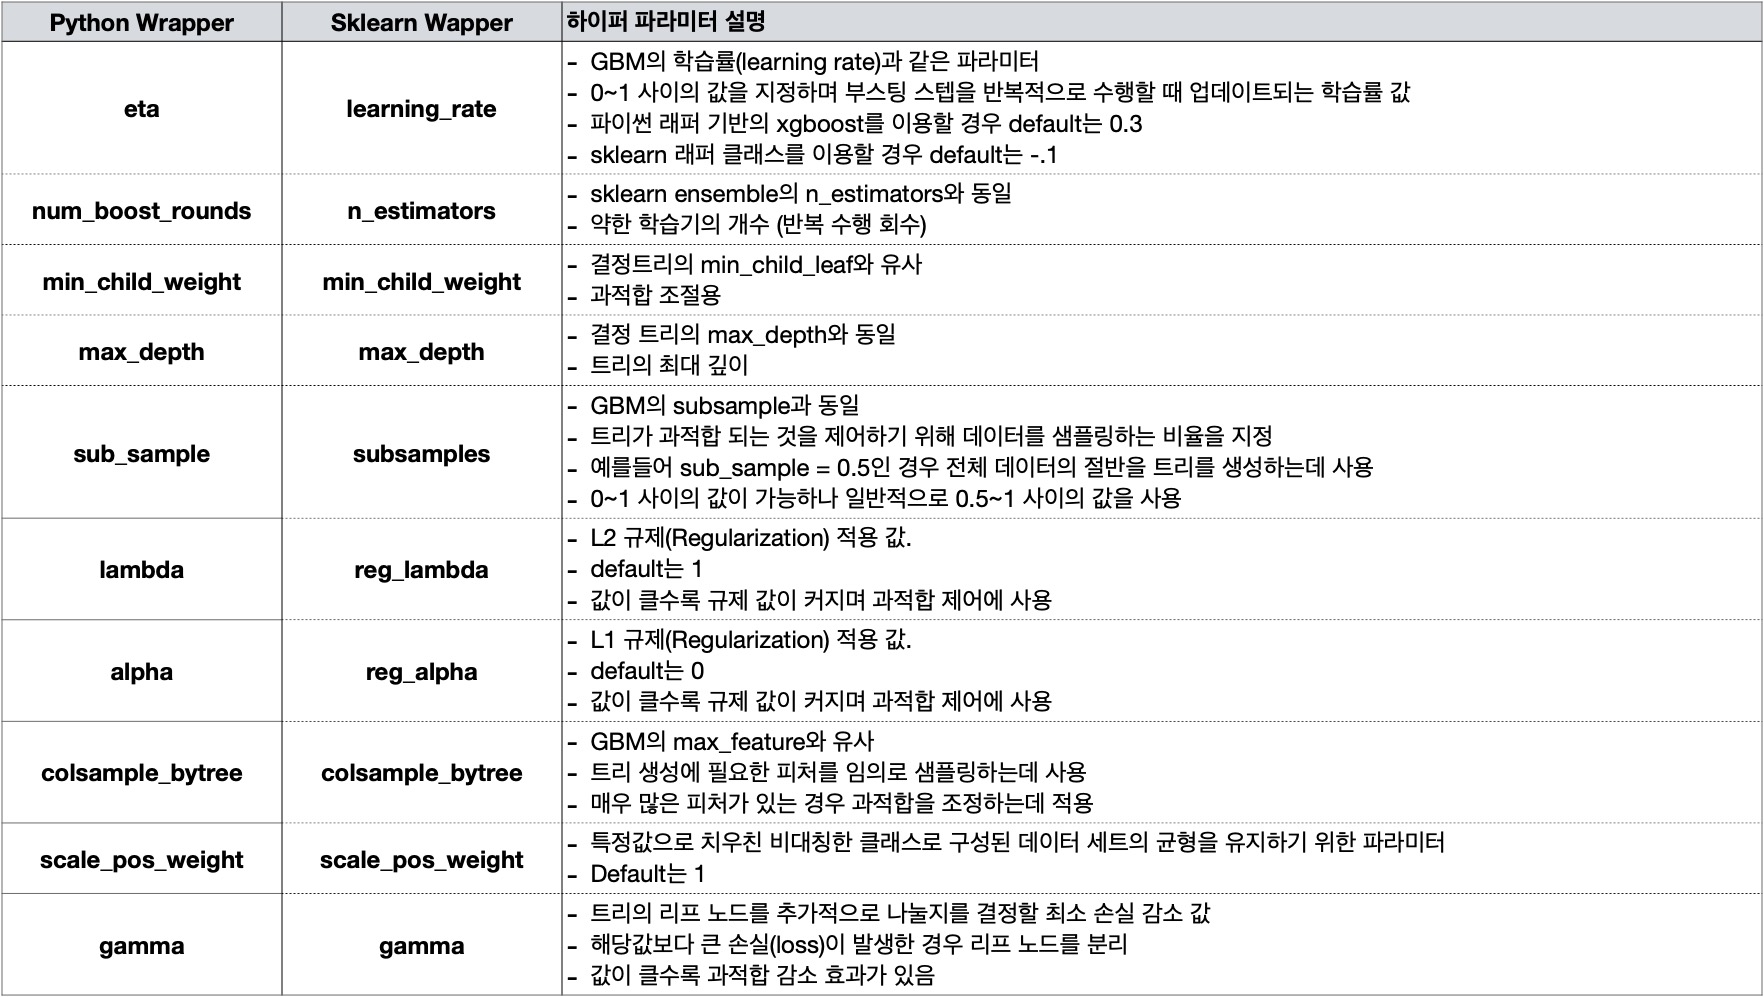 Python Wrapper
Sklearn Wapper
하이퍼 파라미터 설명
eta
learning_rate
- GBM의 학습률(learning rate)과 같은 파라미터
- 0~1 사이의 값을 지정하며 부스팅 스텝을 반복적으로 수행할 때 업데이트되는 학습률 값
- 파이썬 래퍼 기반의 xgboost를 이용할 경우 default는 0.3
- sklearn 래퍼 클래스를 이용할 경우 default는 -.1
num_boost_rounds
n_estimators
- sklearn ensemble의 n_estimators와 동일
- 약한 학습기의 개수 (반복 수행 회수)
min_child_weight
min_child_weight
- 결정트리의 min_child_leaf와 유사
- 과적합 조절용
max_depth
max_depth
- 결정 트리의 max_depth와 동일
- 트리의 최대 깊이
sub_sample
subsamples
- GBM의 subsample과 동일
- 트리가 과적합 되는 것을 제어하기 위해 데이터를 샘플링하는 비율을 지정
- 예를들어 sub_sample = 0.5인 경우 전체 데이터의 절반을 트리를 생성하는데 사용
- 0~1 사이의 값이 가능하나 일반적으로 0.5~1 사이의 값을 사용
lambda
reg_lambda
- L2 규제(Regularization) 적용 값.
- default는 1
- 값이 클수록 규제 값이 커지며 과적합 제어에 사용
alpha
reg_alpha
- L1 규제(Regularization) 적용 값.
- default는 0
- 값이 클수록 규제 값이 커지며 과적합 제어에 사용
colsample_bytree
colsample_bytree
- GBM의 max_feature와 유사
- 트리 생성에 필요한 피처를 임의로 샘플링하는데 사용
- 매우 많은 피처가 있는 경우 과적합을 조정하는데 적용
scale_pos_weight
scale_pos_weight
- 특정값으로 치우친 비대칭한 클래스로 구성된 데이터 세트의 균형을 유지하기 위한 파라미터
- Default는 1
gamma
gamma
- 트리의 리프 노드를 추가적으로 나눌지를 결정할 최소 손실 감소 값
- 해당값보다 큰 손실(loss)이 발생한 경우 리프 노드를 분리
- 값이 클수록 과적합 감소 효과가 있음